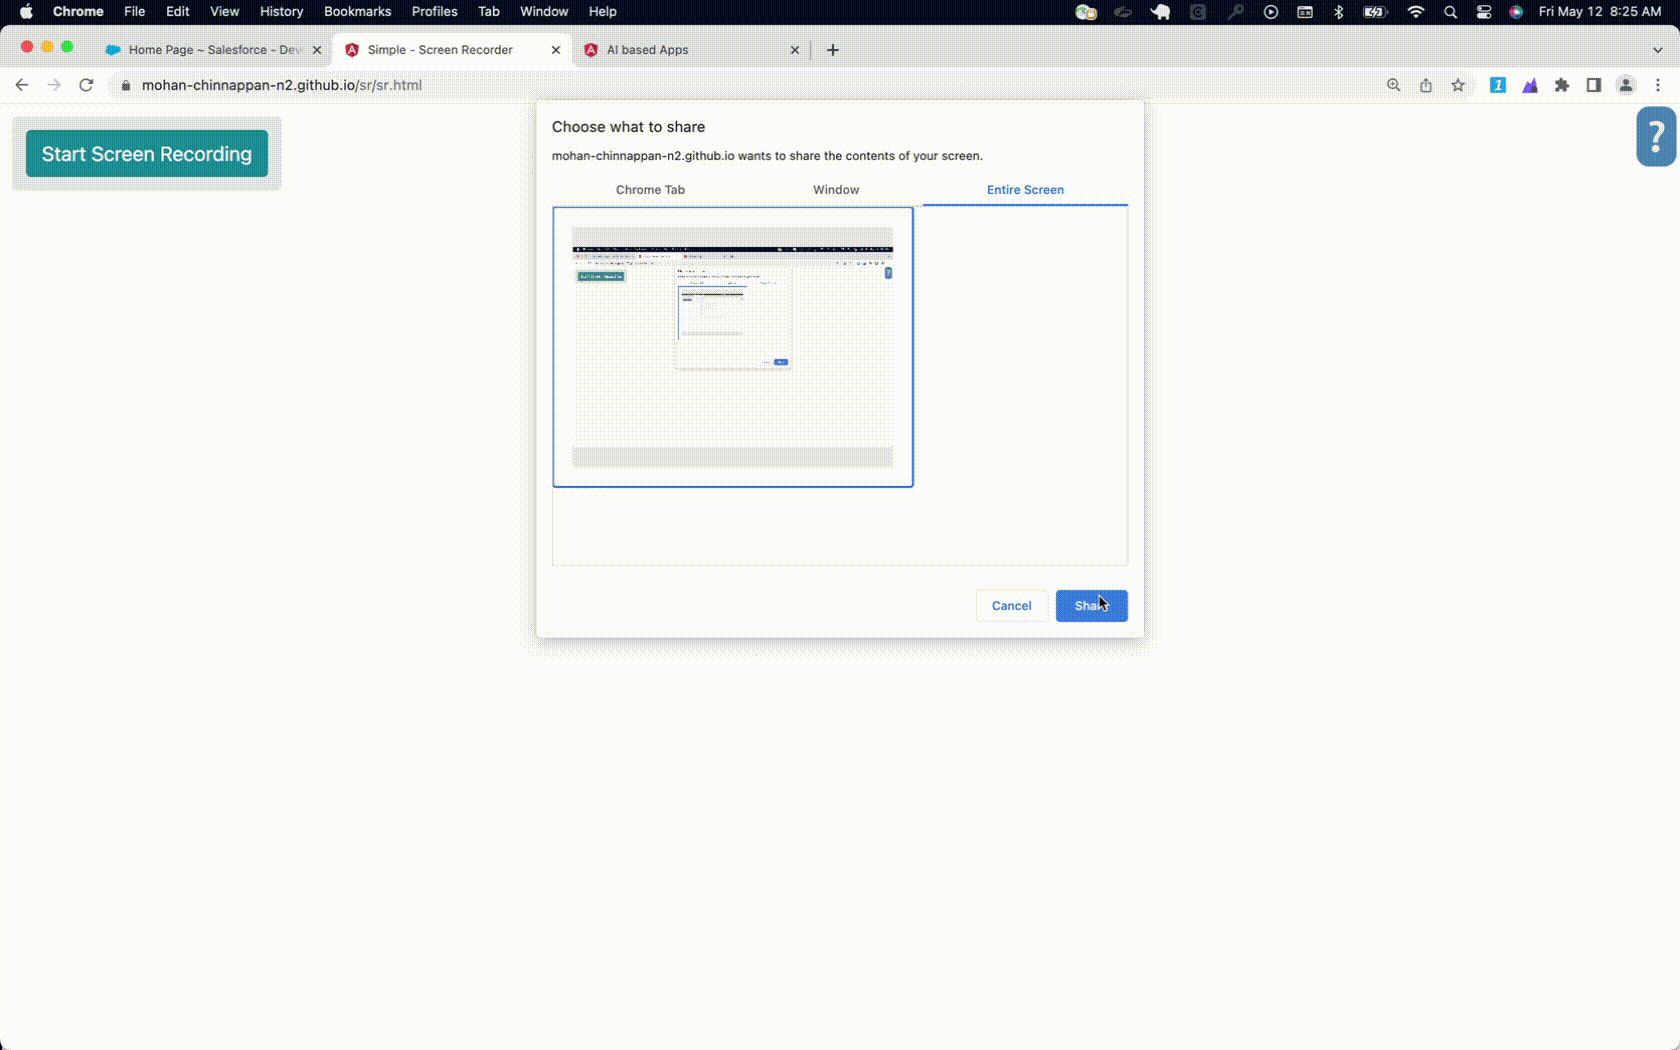 Chrome File Edit View History Bookmarks Profiles Tab Window Help Fri May 12 8:25 AM
Home Page ~ Salesforce - Dev Simple - Screen Recorder AI based Apps
mohan-chinnappan-n2.github.io/sr/sr.html
Start Screen Recording
?
Choose what to share
mohan-chinnappan-n2.github.io wants to share the contents of your screen.
Chrome Tab Window Entire Screen
Cancel Share